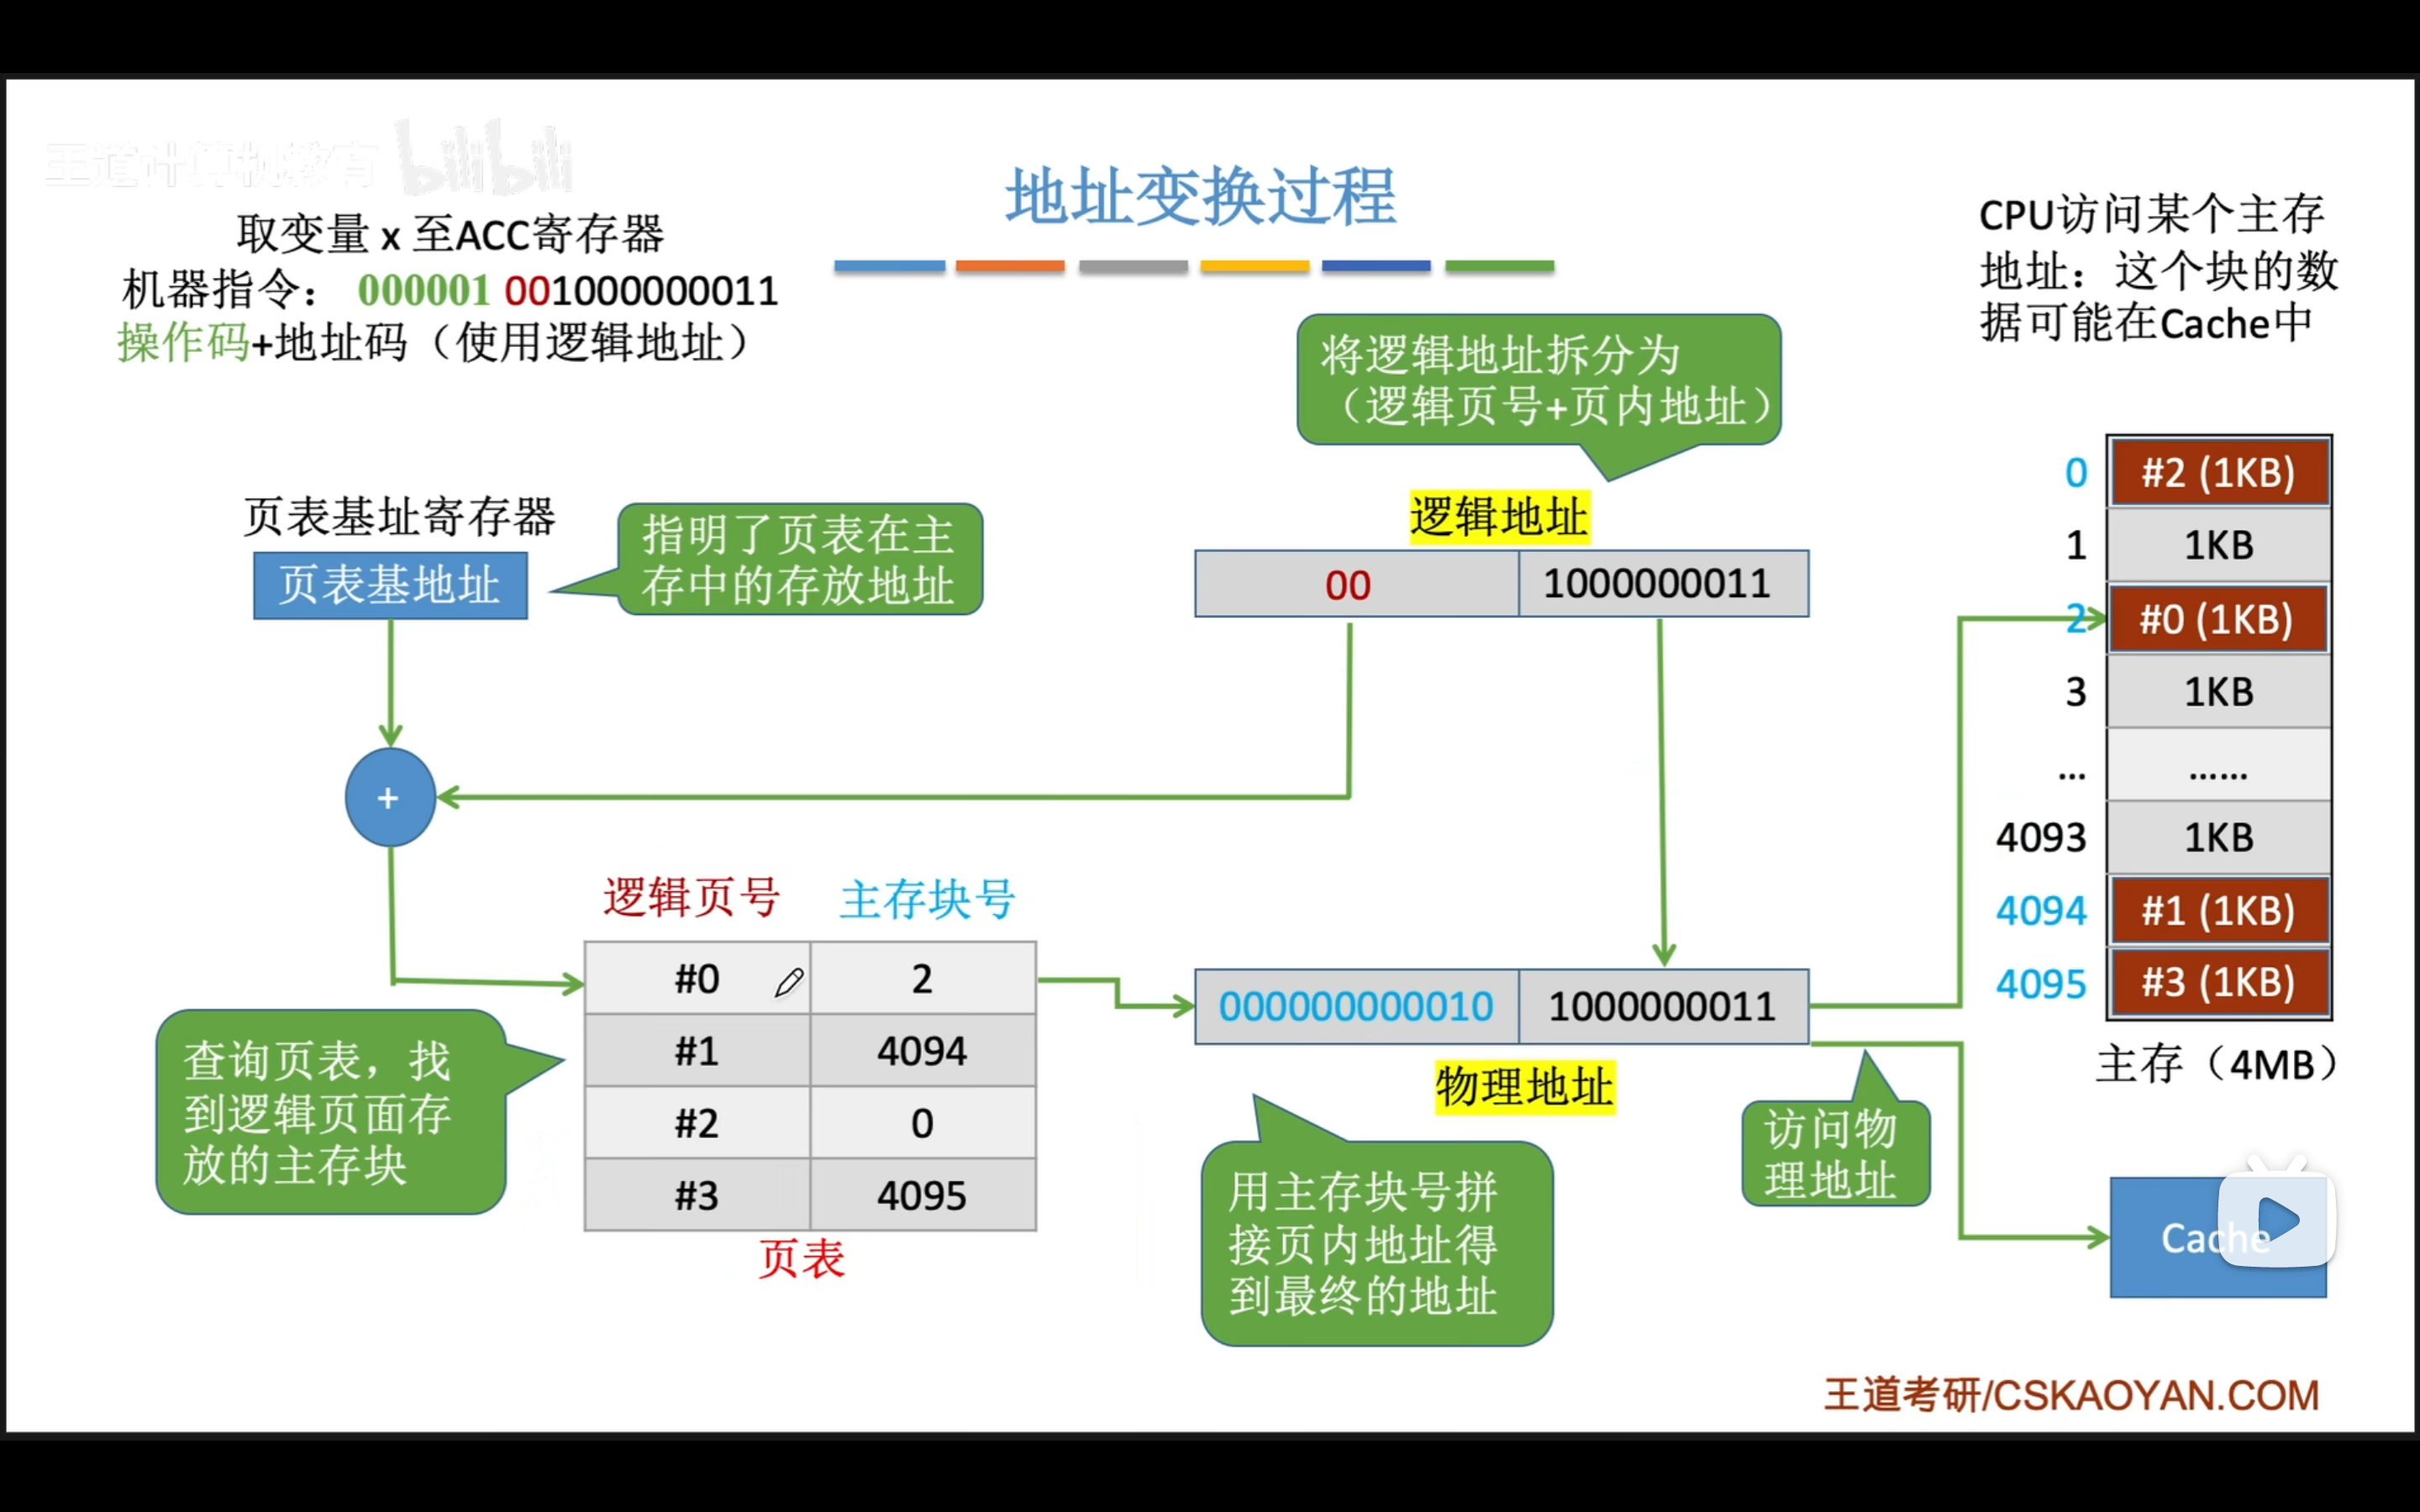 王道计算机教育 bilibili
地址变换过程
取变量 x 至ACC寄存器
机器指令： 000001 001000000011
操作码+地址码（使用逻辑地址）
CPU访问某个主存
地址：这个块的数
据可能在Cache中
将逻辑地址拆分为
（逻辑页号+页内地址）
页表基址寄存器
页表基地址
指明了页表在主
存中的存放地址
逻辑地址
00 1000000011
+
逻辑页号 主存块号
#0 2
#1 4094
#2 0
#3 4095
页表
查询页表，找
到逻辑页面存
放的主存块
000000000010 1000000011
物理地址
用主存块号拼
接页内地址得
到最终的地址
访问物
理地址
0 #2 (1KB)
1 1KB
2 #0 (1KB)
3 1KB
... ......
4093 1KB
4094 #1 (1KB)
4095 #3 (1KB)
主存（4MB）
Cache
王道考研/CSKAOYAN.COM